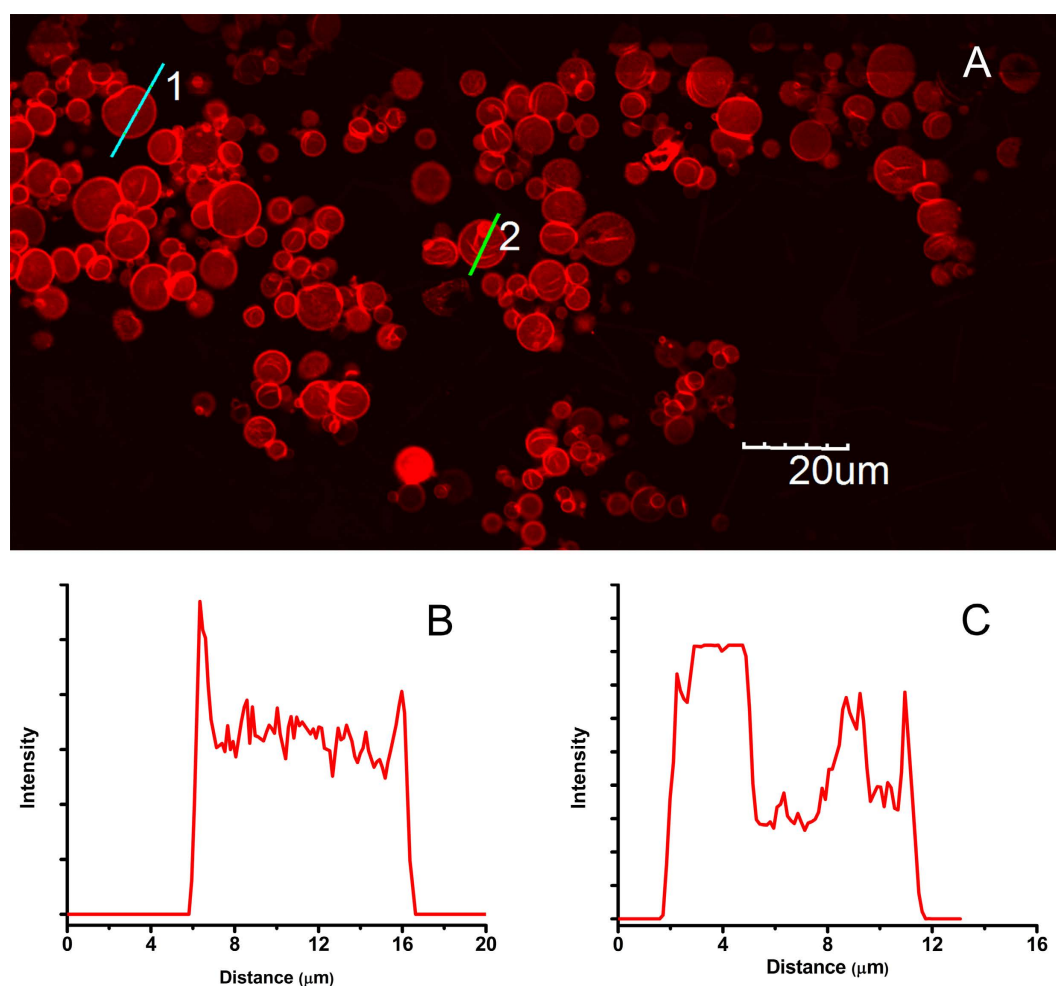 A
1
2
20um
B
Intensity
0 4 8 12 16 20
Distance (μm)
C
Intensity
0 4 8 12 16
Distance (μm)